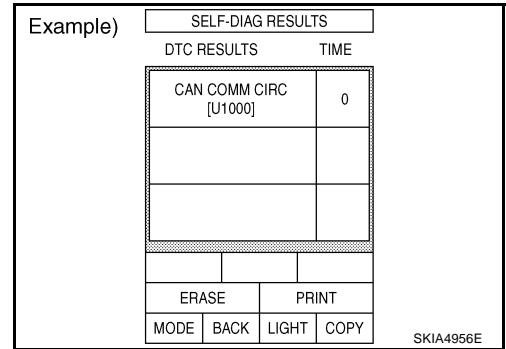 Example)
SELF-DIAG RESULTS
DTC RESULTS TIME
CAN COMM CIRC 0
[U1000]
ERASE PRINT
MODE BACK LIGHT COPY
SKIA4956E